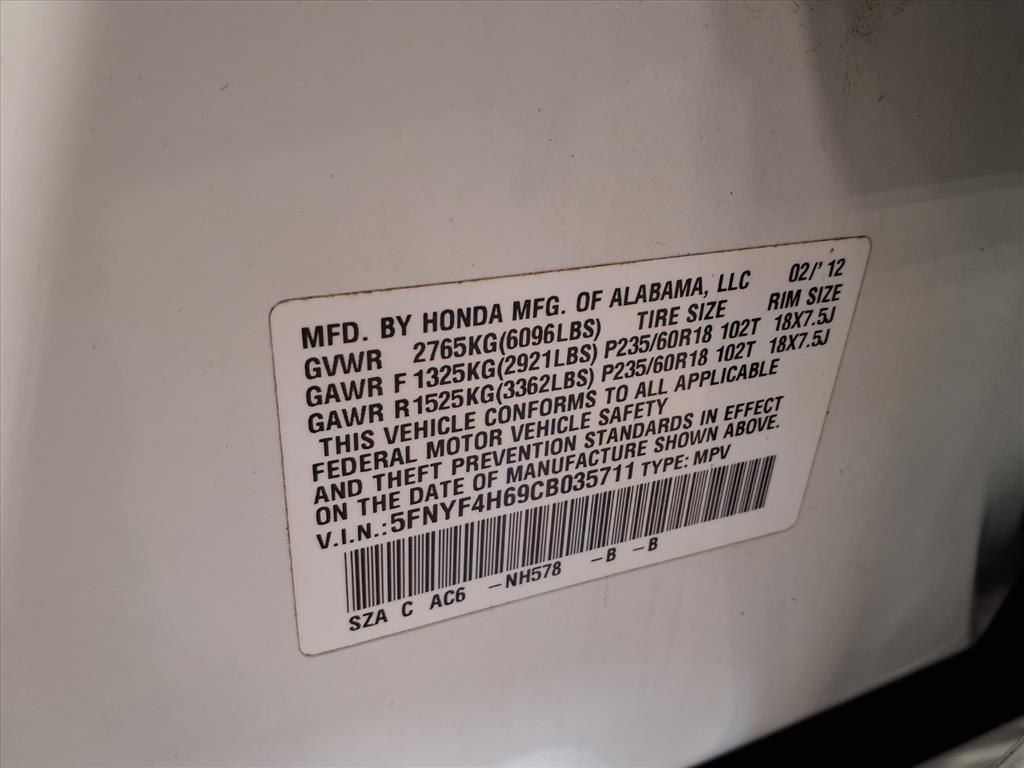 MFD. BY HONDA MFG. OF ALABAMA, LLC 02/'12
GVWR 2765KG(6096LBS) TIRE SIZE RIM SIZE
GAWR F 1325KG(2921LBS) P235/60R18 102T 18X7.5J
GAWR R 1525KG(3362LBS) P235/60R18 102T 18X7.5J
THIS VEHICLE CONFORMS TO ALL APPLICABLE
FEDERAL MOTOR VEHICLE SAFETY
AND THEFT PREVENTION STANDARDS IN EFFECT
ON THE DATE OF MANUFACTURE SHOWN ABOVE.
V.I.N.:5FNYF4H69CB035711 TYPE: MPV
SZA C AC6 -NH578 -B -B